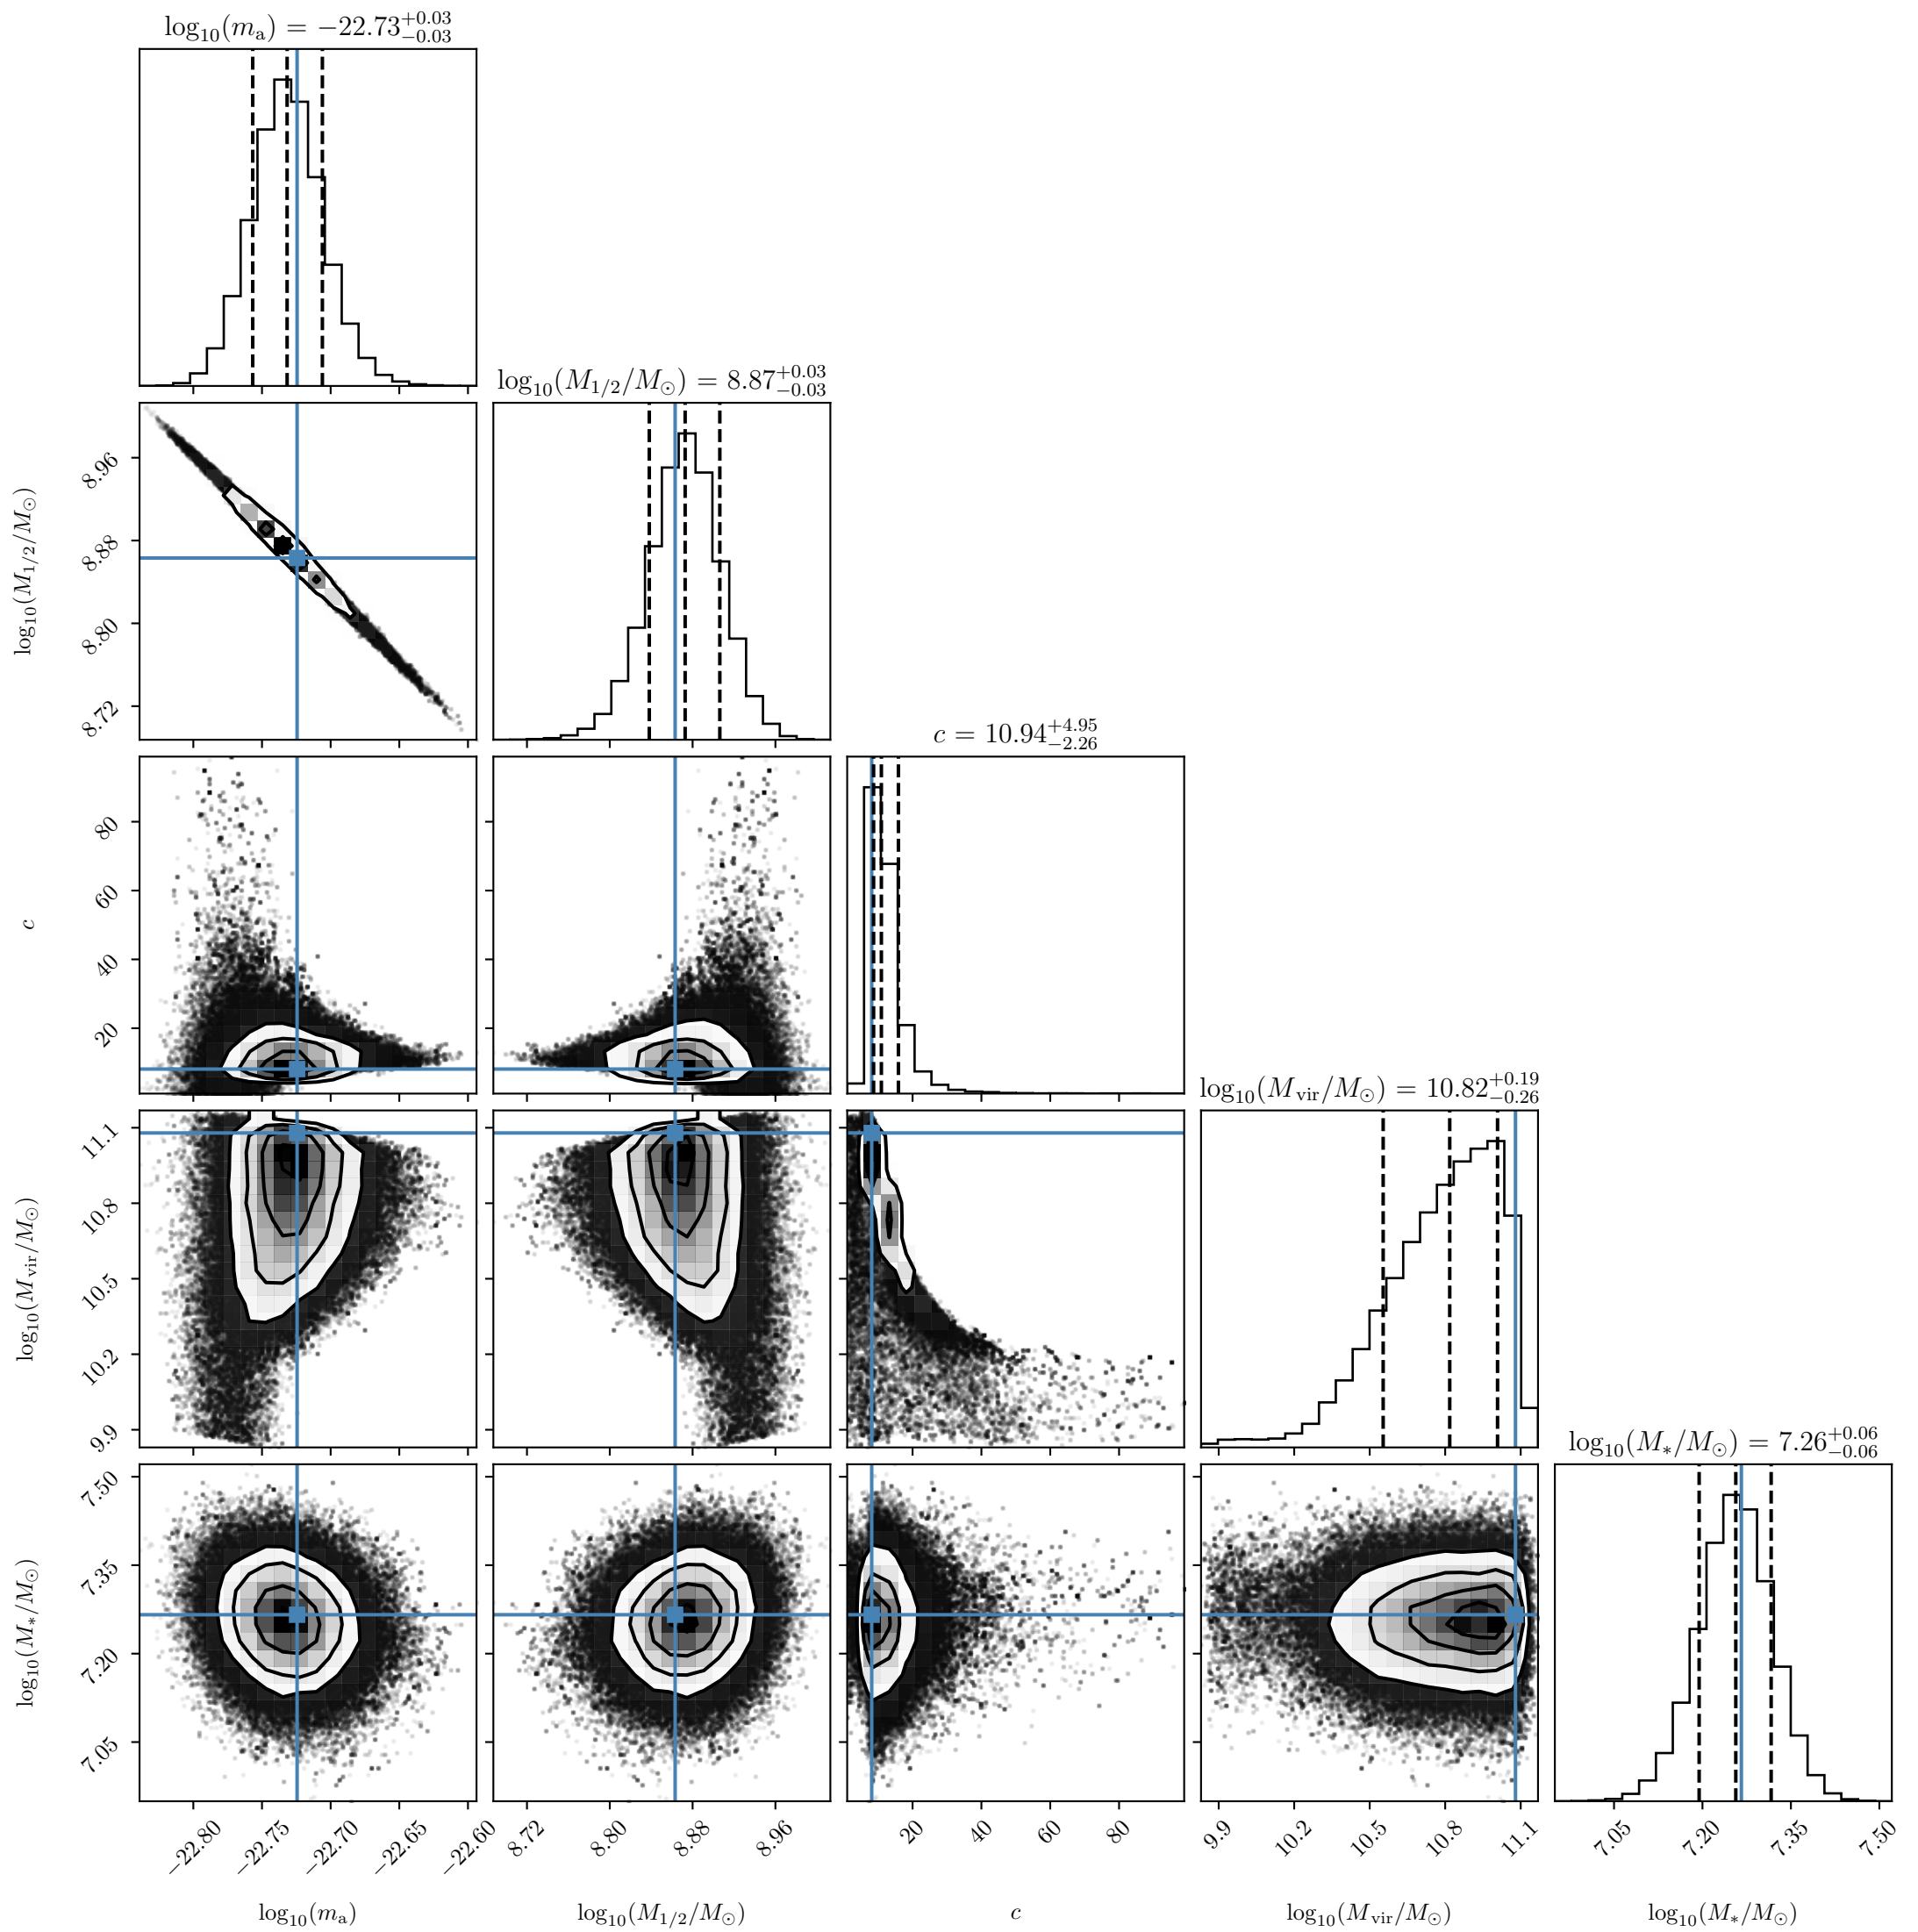 log₁₀(mₐ) = −22.73 +0.03 −0.03
log₁₀(M₁/₂/M⊙) = 8.87 +0.03 −0.03
8.96
8.88
8.80
8.72
log₁₀(M₁/₂/M⊙)
c = 10.94 +4.95 −2.26
80
60
40
20
c
log₁₀(Mvir/M⊙) = 10.82 +0.19 −0.26
11.1
10.8
10.5
10.2
9.9
log₁₀(Mvir/M⊙)
log₁₀(M∗/M⊙) = 7.26 +0.06 −0.06
7.50
7.35
7.20
7.05
log₁₀(M∗/M⊙)
−22.80 −22.75 −22.70 −22.65 −22.60 8.72 8.80 8.88 8.96 20 40 60 80 9.9 10.2 10.5 10.8 11.1 7.05 7.20 7.35 7.50
log₁₀(mₐ) log₁₀(M₁/₂/M⊙) c log₁₀(Mvir/M⊙) log₁₀(M∗/M⊙)